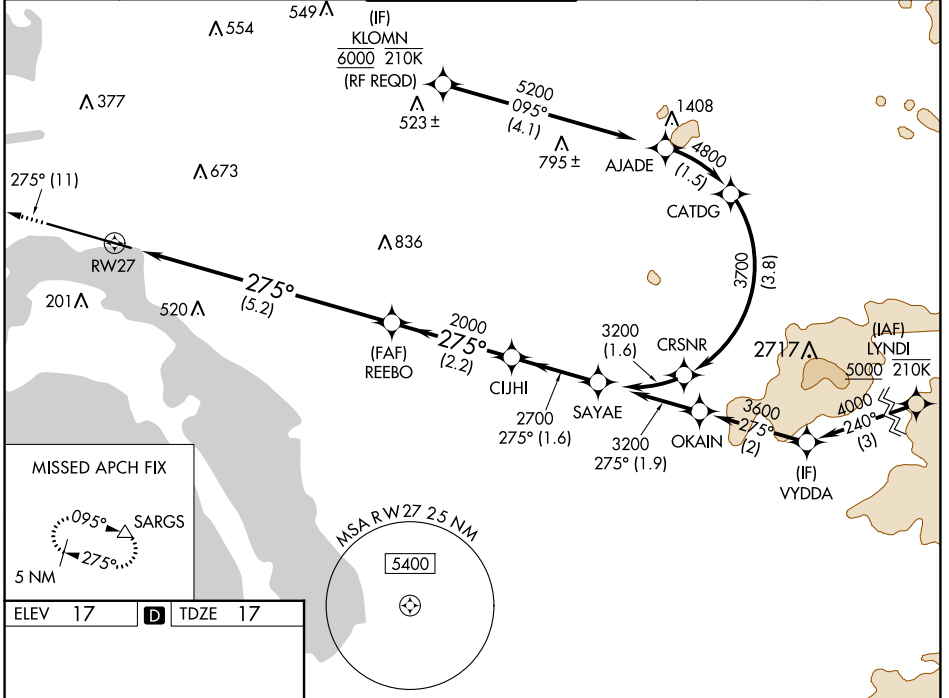 549
554
(IF)
KLOMN
6000 210K
(RF REQD)
377
523 ±
5200
095°
(4.1)
1408
795 ±
AJADE
4800
(1.5)
673
275° (11)
CATDG
836
RW27
3700
(3.8)
201
520
275°
(5.2)
(FAF)
REEBO
2000
275°
(2.2)
CIJHI
3200
(1.6)
CRSNR
2717
(IAF)
LYNDI
5000 210K
SAYAE
2700
275° (1.6)
OKAIN
3200
275° (1.9)
3600
275°
(2)
4000
240°
(3)
(IF)
VYDDA
MISSED APCH FIX
095°
SARGS
275°
5 NM
MSA RW27 25 NM
5400
ELEV 17 D TDZE 17